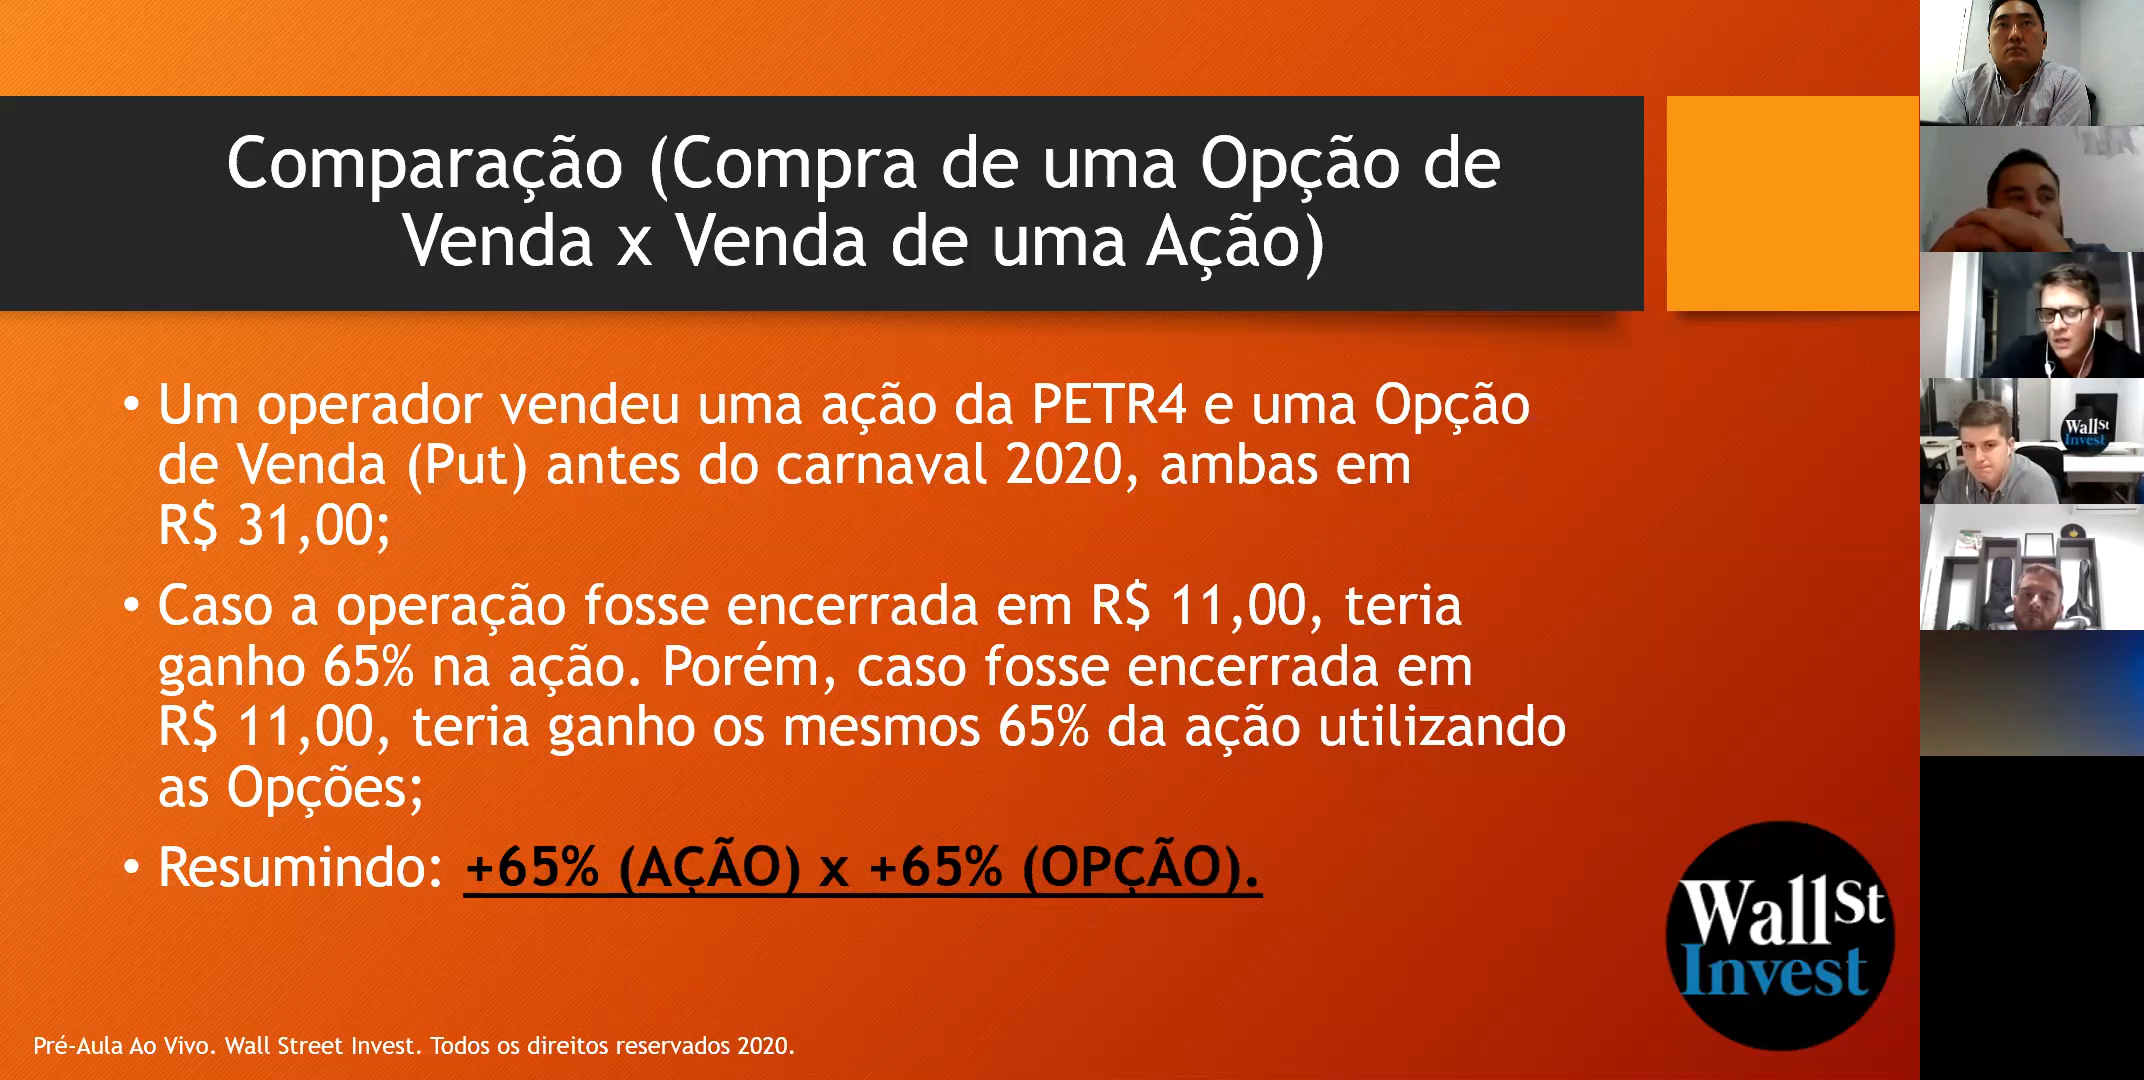 Comparação (Compra de uma Opção de
Venda x Venda de uma Ação)
• Um operador vendeu uma ação da PETR4 e uma Opção
de Venda (Put) antes do carnaval 2020, ambas em
R$ 31,00;
• Caso a operação fosse encerrada em R$ 11,00, teria
ganho 65% na ação. Porém, caso fosse encerrada em
R$ 11,00, teria ganho os mesmos 65% da ação utilizando
as Opções;
• Resumindo: +65% (AÇÃO) x +65% (OPÇÃO).
WallSt
Invest
Pré-Aula Ao Vivo. Wall Street Invest. Todos os direitos reservados 2020.
WallSt
Invest